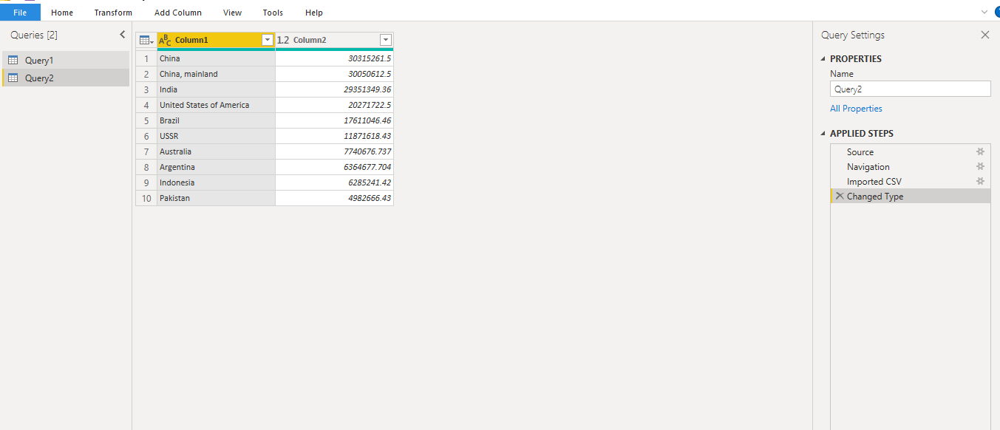 File Home Transform Add Column View Tools Help
Queries [2]
Query1
Query2
ABC Column1 1.2 Column2
1 China 30315261.5
2 China, mainland 30050612.5
3 India 29351349.36
4 United States of America 20271722.5
5 Brazil 17611046.46
6 USSR 11871618.43
7 Australia 7740676.737
8 Argentina 6364677.704
9 Indonesia 6285241.42
10 Pakistan 4982666.43
Query Settings
PROPERTIES
Name
Query2
All Properties
APPLIED STEPS
Source
Navigation
Imported CSV
Changed Type